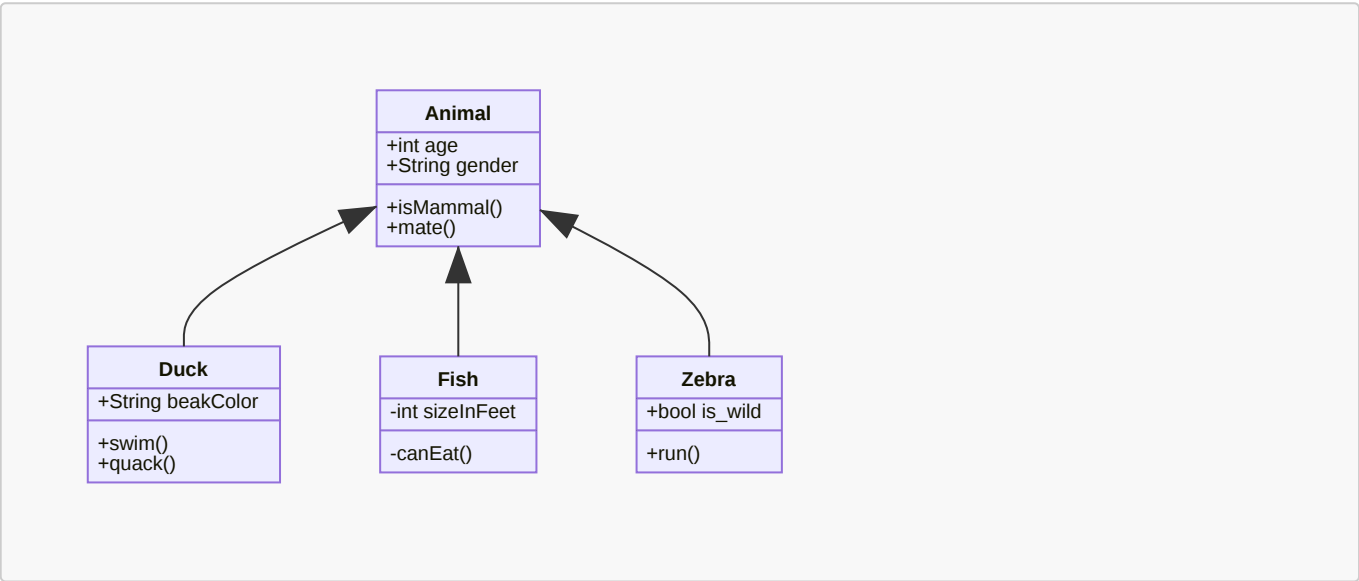 Animal
+int age
+String gender
+isMammal()
+mate()
Duck
+String beakColor
+swim()
+quack()
Fish
-int sizeInFeet
-canEat()
Zebra
+bool is_wild
+run()